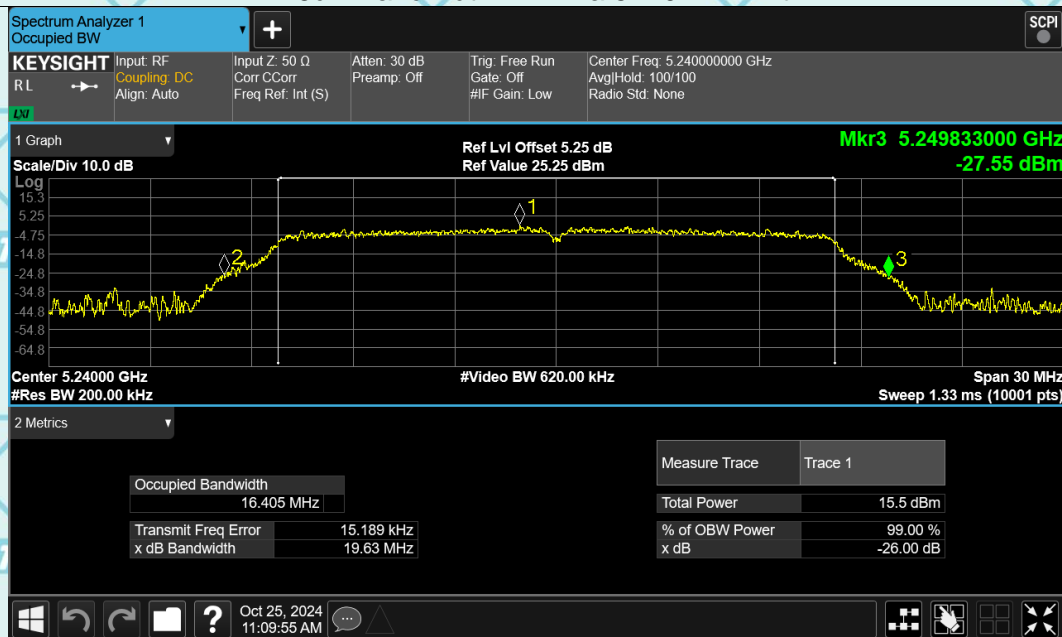 Spectrum Analyzer 1
Occupied BW
SCPI
KEYSIGHT
RL
LXI
Input: RF
Coupling: DC
Align: Auto
Input Z: 50 Ω
Corr CCorr
Freq Ref: Int (S)
Atten: 30 dB
Preamp: Off
Trig: Free Run
Gate: Off
#IF Gain: Low
Center Freq: 5.240000000 GHz
Avg|Hold: 100/100
Radio Std: None
1 Graph
Scale/Div 10.0 dB
Ref Lvl Offset 5.25 dB
Ref Value 25.25 dBm
Mkr3 5.249833000 GHz
-27.55 dBm
Log
15.3
5.25
-4.75
-14.8
-24.8
-34.8
-44.8
-54.8
-64.8
1
2
3
Center 5.24000 GHz
#Video BW 620.00 kHz
Span 30 MHz
#Res BW 200.00 kHz
Sweep 1.33 ms (10001 pts)
2 Metrics
Measure Trace Trace 1
Occupied Bandwidth
16.405 MHz
Total Power 15.5 dBm
Transmit Freq Error 15.189 kHz
% of OBW Power 99.00 %
x dB Bandwidth 19.63 MHz
x dB -26.00 dB
?
Oct 25, 2024
11:09:55 AM